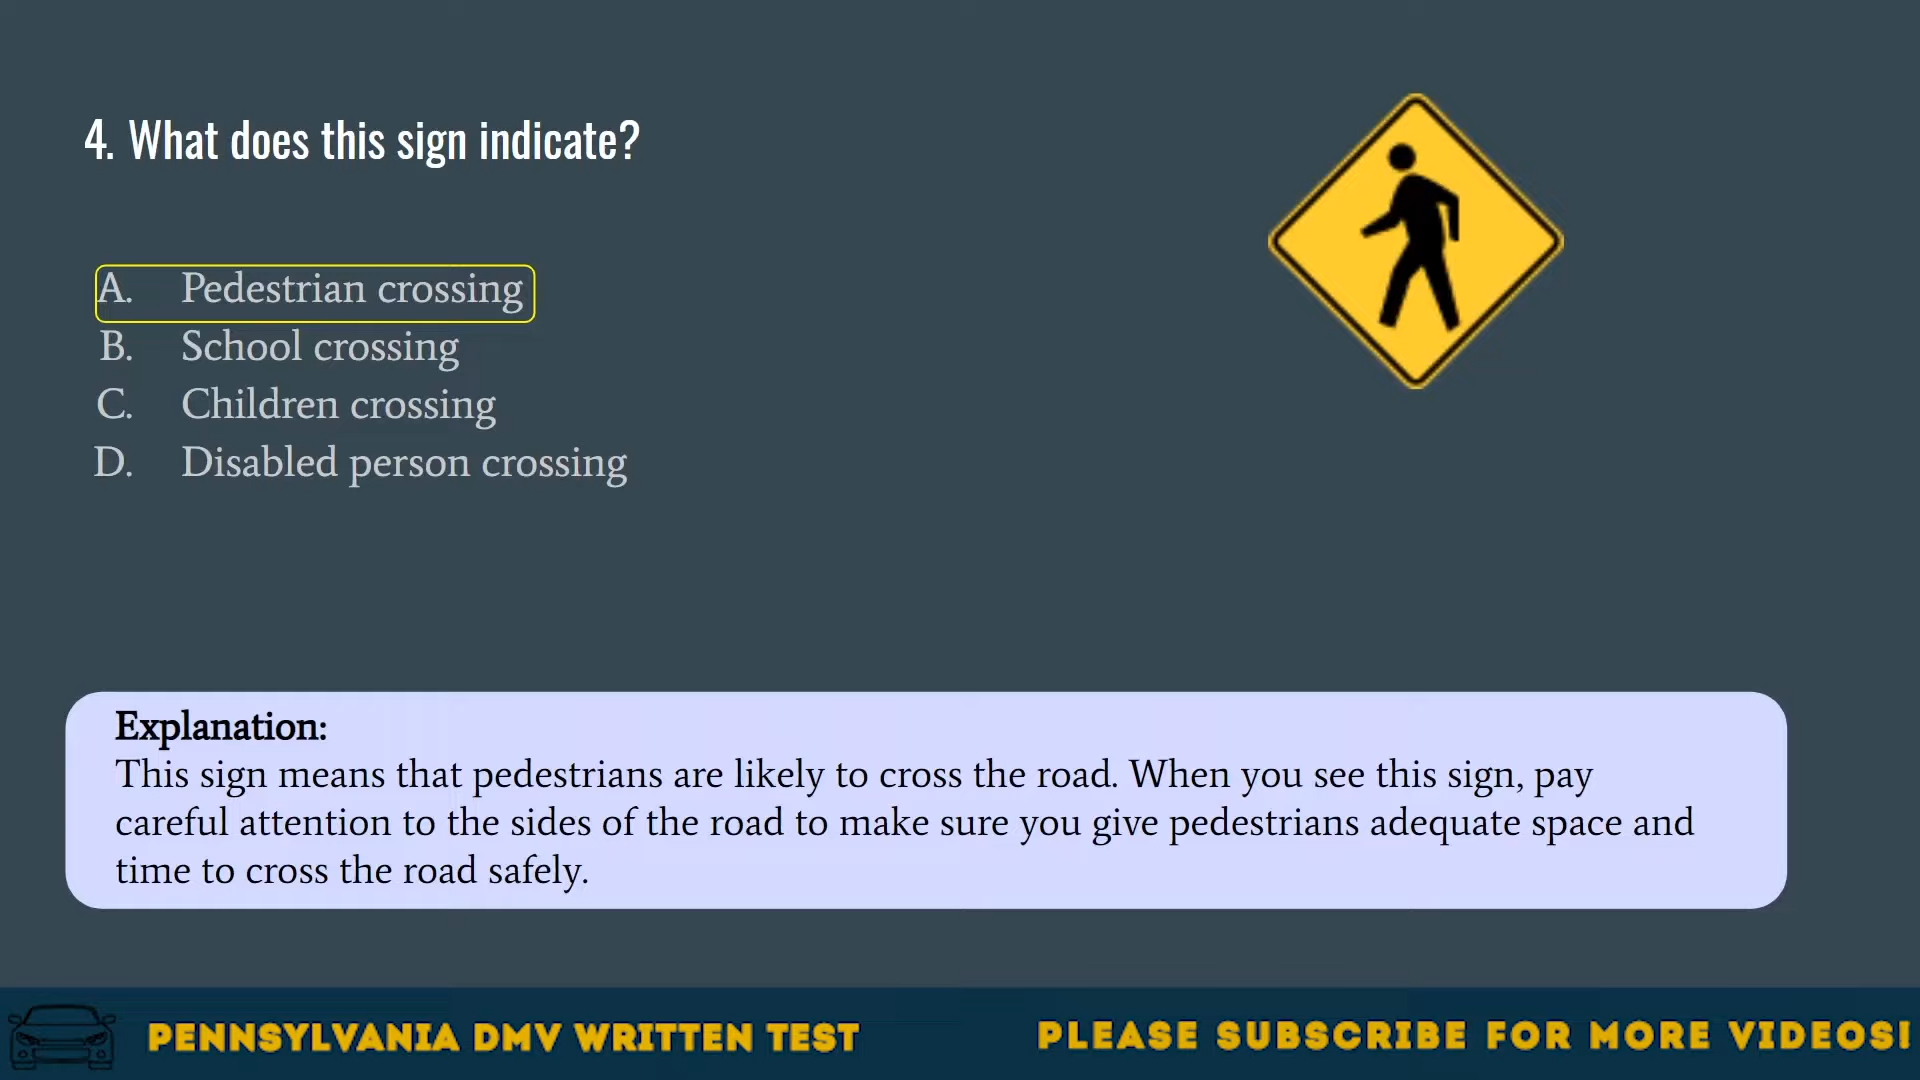 4. What does this sign indicate?
A. Pedestrian crossing
B. School crossing
C. Children crossing
D. Disabled person crossing
Explanation:
This sign means that pedestrians are likely to cross the road. When you see this sign, pay
careful attention to the sides of the road to make sure you give pedestrians adequate space and
time to cross the road safely.
PENNSYLVANIA DMV WRITTEN TEST
PLEASE SUBSCRIBE FOR MORE VIDEOS!